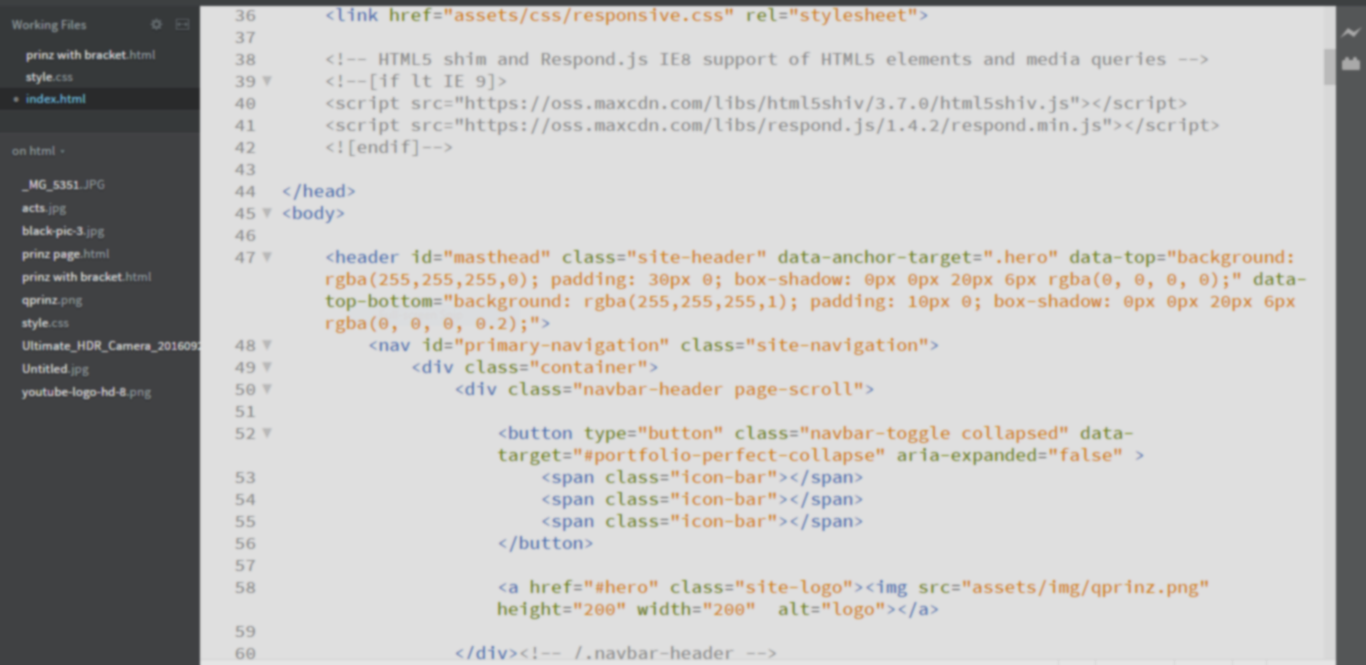 Working Files
prinz with bracket.html
style.css
index.html
on html
_MG_5351.JPG
acts.jpg
black-pic-3.jpg
prinz page.html
prinz with bracket.html
qprinz.png
style.css
Ultimate_HDR_Camera_201609
Untitled.jpg
youtube-logo-hd-8.png
36 <link href="assets/css/responsive.css" rel="stylesheet">
37
38 <!-- HTML5 shim and Respond.js IE8 support of HTML5 elements and media queries -->
39 <!--[if lt IE 9]>
40 <script src="https://oss.maxcdn.com/libs/html5shiv/3.7.0/html5shiv.js"></script>
41 <script src="https://oss.maxcdn.com/libs/respond.js/1.4.2/respond.min.js"></script>
42 <![endif]-->
43
44 </head>
45 <body>
46
47 <header id="masthead" class="site-header" data-anchor-target=".hero" data-top="background:
rgba(255,255,255,0); padding: 30px 0; box-shadow: 0px 0px 20px 6px rgba(0, 0, 0, 0);" data-
top-bottom="background: rgba(255,255,255,1); padding: 10px 0; box-shadow: 0px 0px 20px 6px
rgba(0, 0, 0, 0.2);">
48 <nav id="primary-navigation" class="site-navigation">
49 <div class="container">
50 <div class="navbar-header page-scroll">
51
52 <button type="button" class="navbar-toggle collapsed" data-
target="#portfolio-perfect-collapse" aria-expanded="false" >
53 <span class="icon-bar"></span>
54 <span class="icon-bar"></span>
55 <span class="icon-bar"></span>
56 </button>
57
58 <a href="#hero" class="site-logo"><img src="assets/img/qprinz.png"
height="200" width="200"  alt="logo"></a>
59
60 </div><!-- /.navbar-header -->